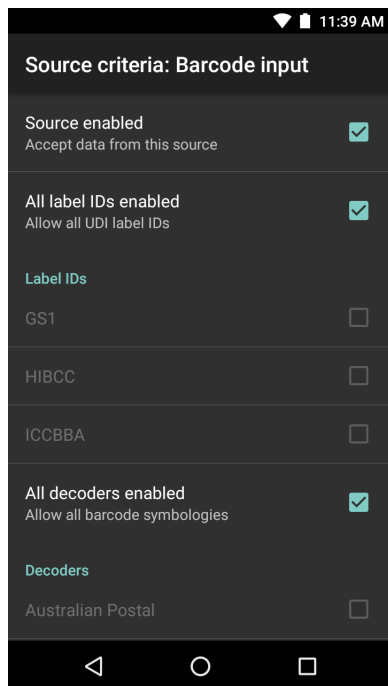 11:39 AM
Source criteria: Barcode input
Source enabled
Accept data from this source
All label IDs enabled
Allow all UDI label IDs
Label IDs
GS1
HIBCC
ICCBBA
All decoders enabled
Allow all barcode symbologies
Decoders
Australian Postal